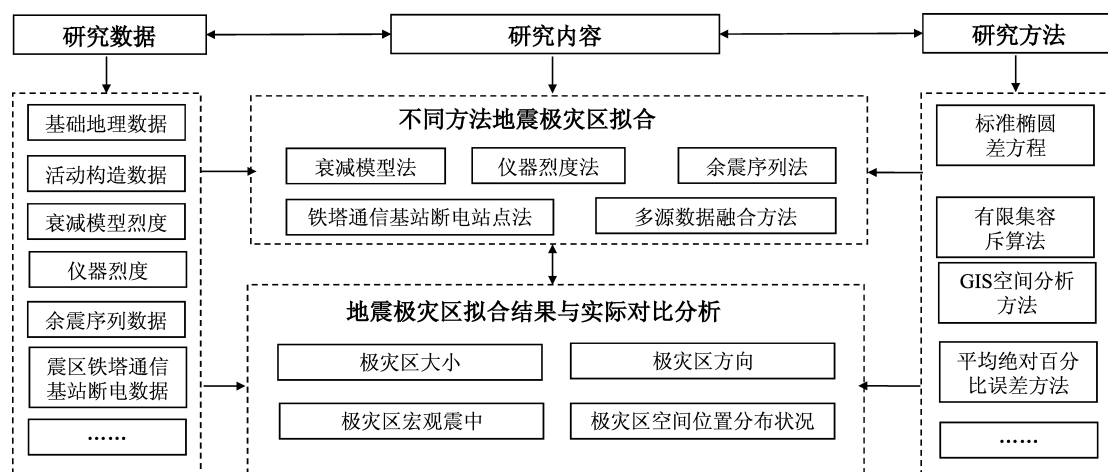 研究数据
研究内容
研究方法
基础地理数据
活动构造数据
衰减模型烈度
仪器烈度
余震序列数据
震区铁塔通信
基站断电数据
……
不同方法地震极灾区拟合
衰减模型法
仪器烈度法
余震序列法
铁塔通信基站断电站点法
多源数据融合方法
地震极灾区拟合结果与实际对比分析
极灾区大小
极灾区方向
极灾区宏观震中
极灾区空间位置分布状况
标准椭圆
差方程
有限集容
斥算法
GIS空间分析
方法
平均绝对百分
比误差方法
……